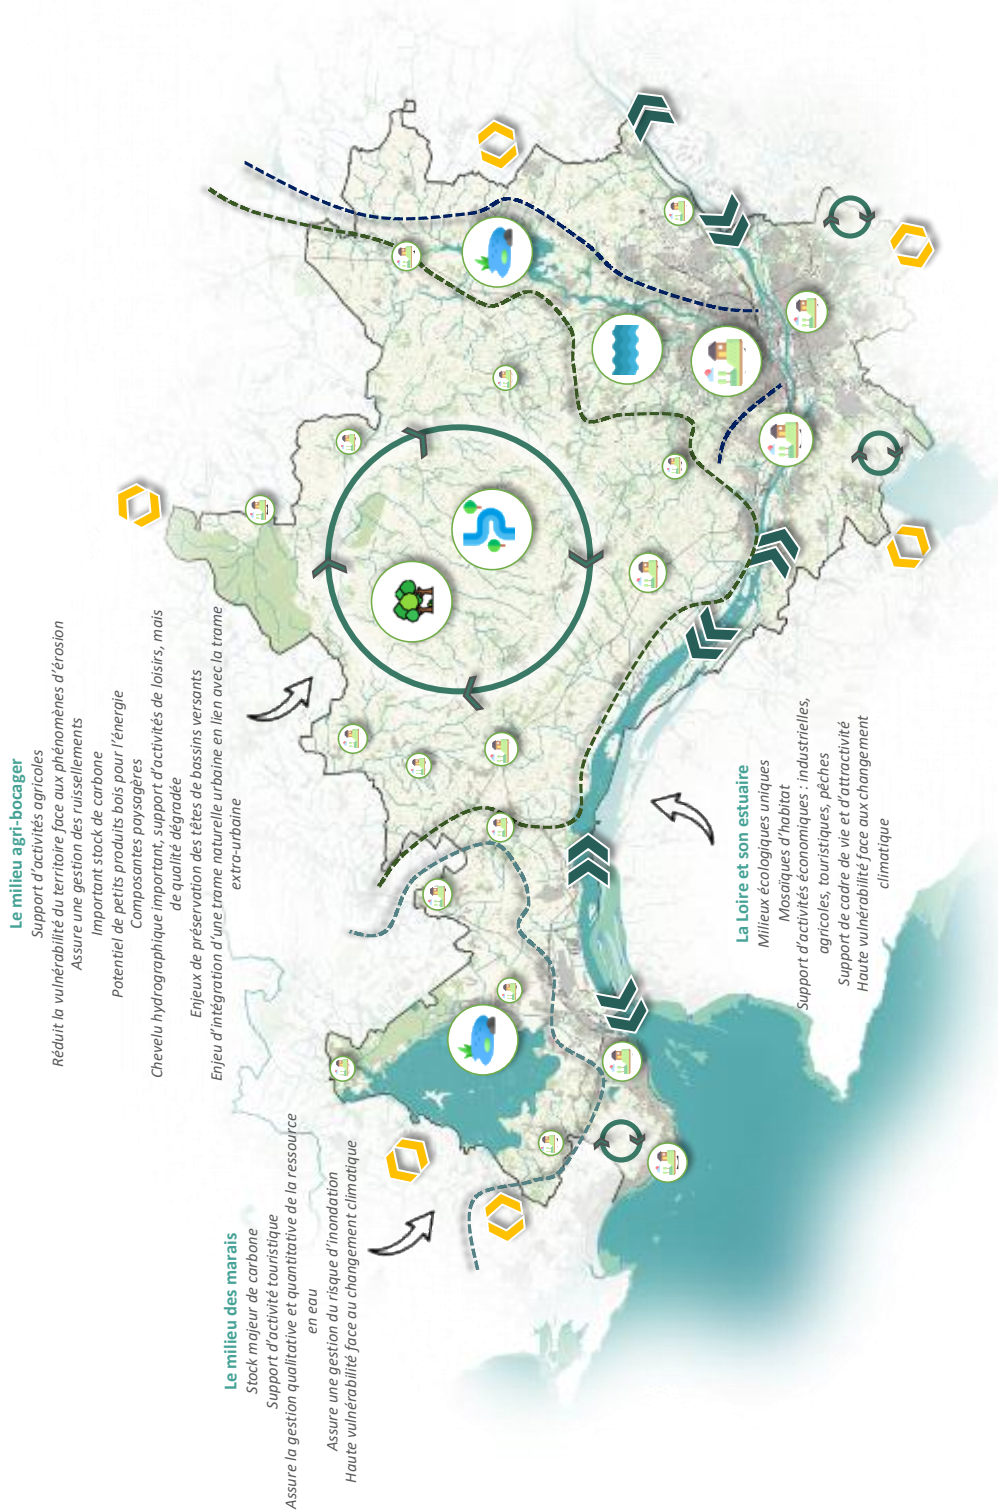 Le milieu agri-bocager
Support d'activités agricoles
Réduit la vulnérabilité du territoire face aux phénomènes d'érosion
Assure une gestion des ruissellements
Important stock de carbone
Potentiel de petits produits bois pour l'énergie
Composantes paysagères
Chevelu hydrographique important, support d'activités de loisirs, mais
de qualité dégradée
Enjeux de préservation des têtes de bassins versants
Enjeu d'intégration d'une trame naturelle urbaine en lien avec la trame
extra-urbaine
Le milieu des marais
Stock majeur de carbone
Support d'activité touristique
Assure la gestion qualitative et quantitative de la ressource
en eau
Assure une gestion du risque d'inondation
Haute vulnérabilité face au changement climatique
La Loire et son estuaire
Milieux écologiques uniques
Mosaïques d'habitat
Support d'activités économiques : industrielles,
agricoles, touristiques, pêches
Support de cadre de vie et d'attractivité
Haute vulnérabilité face aux changement
climatique